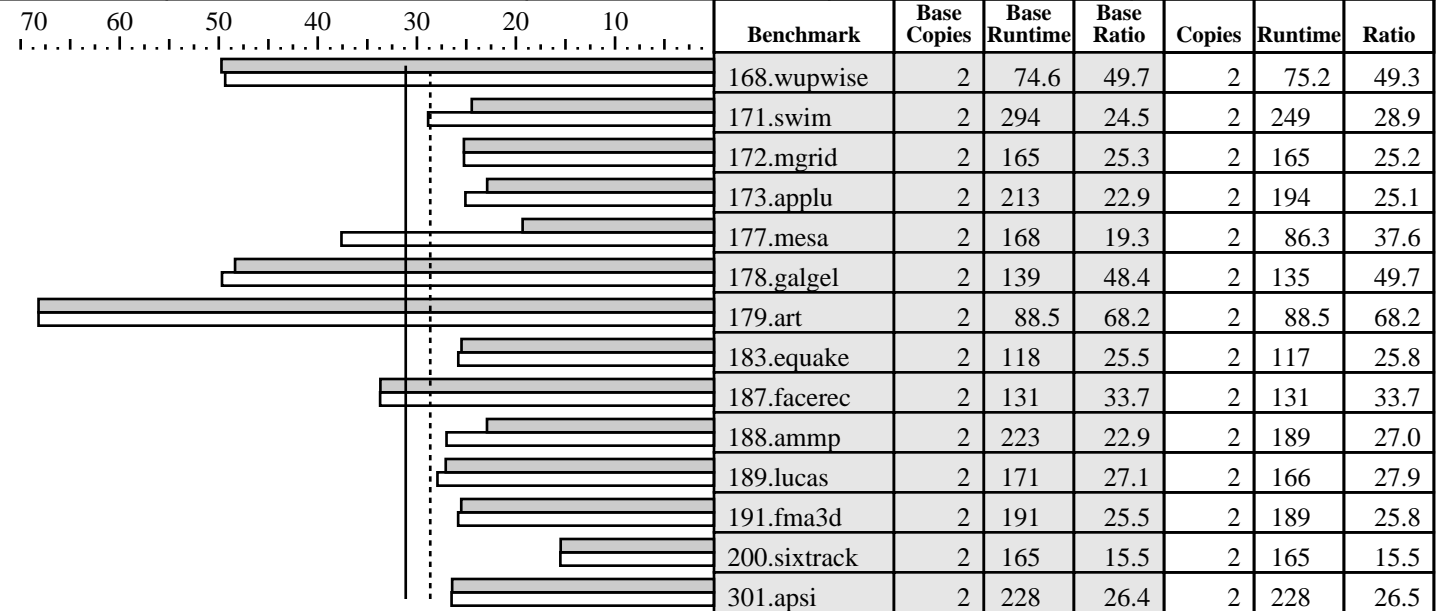 70 60 50 40 30 20 10
Benchmark Base Copies Base Runtime Base Ratio Copies Runtime Ratio
168.wupwise 2 74.6 49.7 2 75.2 49.3
171.swim 2 294 24.5 2 249 28.9
172.mgrid 2 165 25.3 2 165 25.2
173.applu 2 213 22.9 2 194 25.1
177.mesa 2 168 19.3 2 86.3 37.6
178.galgel 2 139 48.4 2 135 49.7
179.art 2 88.5 68.2 2 88.5 68.2
183.equake 2 118 25.5 2 117 25.8
187.facerec 2 131 33.7 2 131 33.7
188.ammp 2 223 22.9 2 189 27.0
189.lucas 2 171 27.1 2 166 27.9
191.fma3d 2 191 25.5 2 189 25.8
200.sixtrack 2 165 15.5 2 165 15.5
301.apsi 2 228 26.4 2 228 26.5